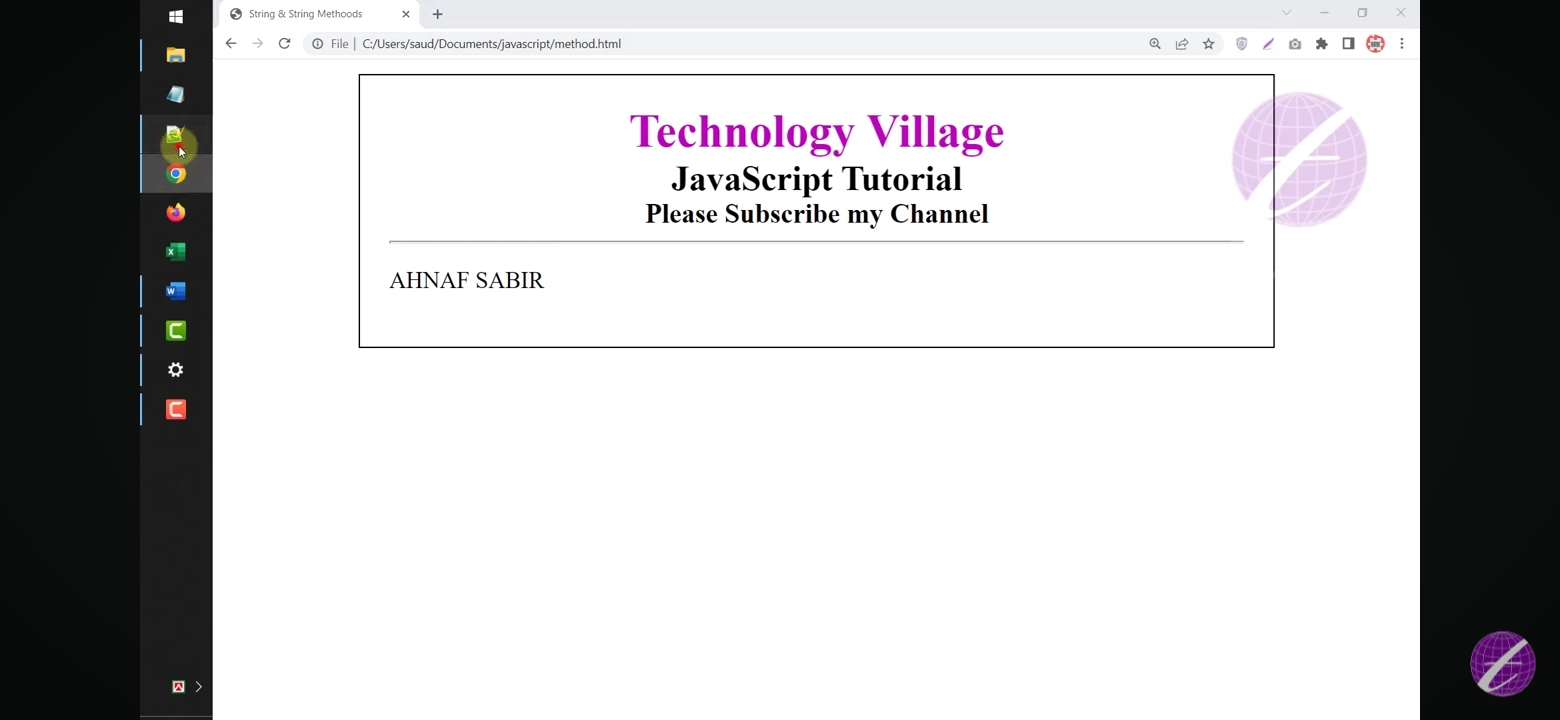 String & String Methoods
File | C:/Users/saud/Documents/javascript/method.html
Technology Village
JavaScript Tutorial
Please Subscribe my Channel
AHNAF SABIR